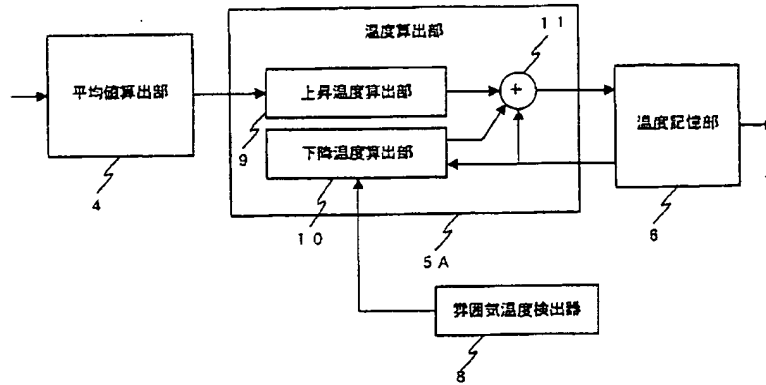 温度算出部
11
平均値算出部
上昇温度算出部
+
温度記憶部
9
下降温度算出部
4
10
5A
6
雰囲気温度検出器
8